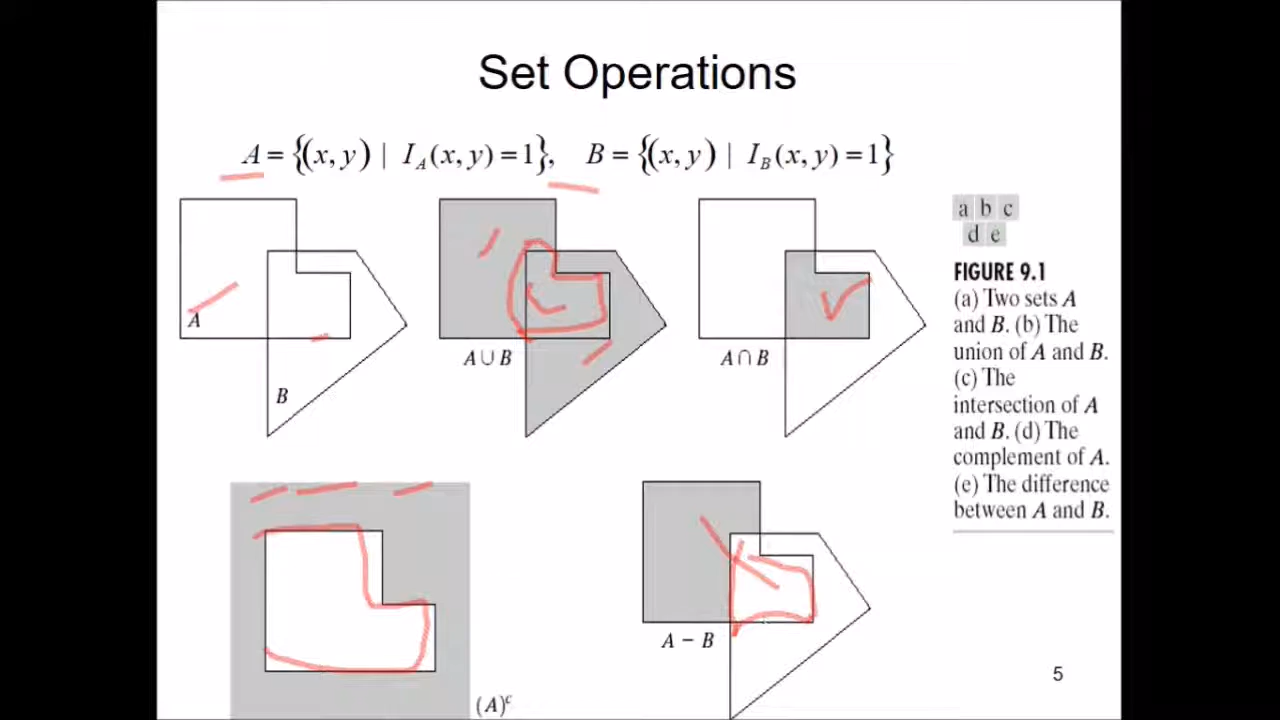 Set Operations
A = {(x, y) | I_A(x, y) = 1}, B = {(x, y) | I_B(x, y) = 1}
A
B
A ∪ B
A ∩ B
(A)^c
A − B
a b c
d e
FIGURE 9.1
(a) Two sets A
and B. (b) The
union of A and B.
(c) The
intersection of A
and B. (d) The
complement of A.
(e) The difference
between A and B.
5